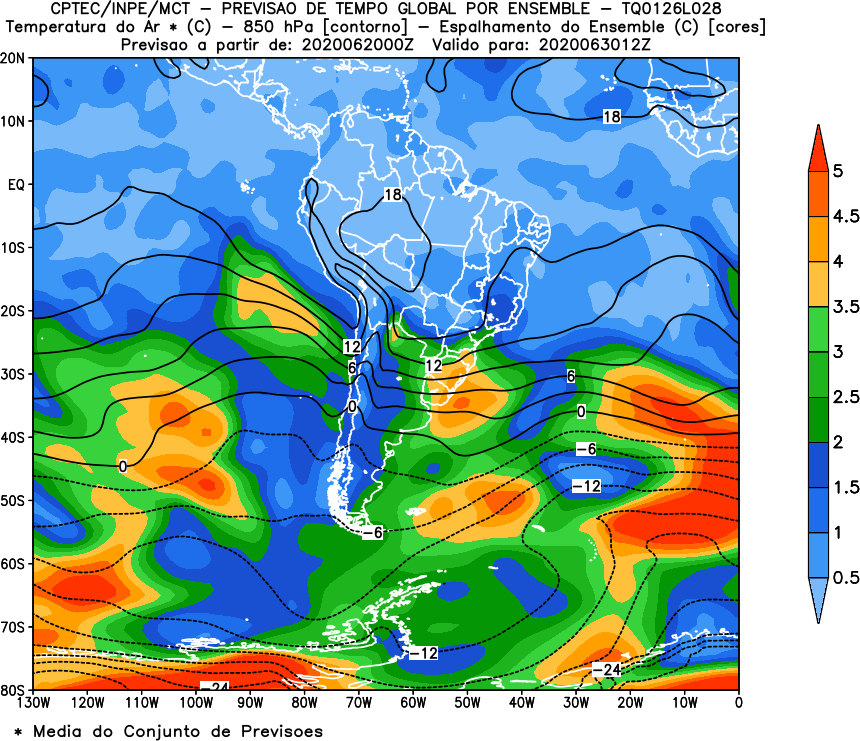 CPTEC/INPE/MCT - PREVISAO DE TEMPO GLOBAL POR ENSEMBLE - TQ0126L028
Temperatura do Ar * (C) - 850 hPa [contorno] - Espalhamento do Ensemble (C) [cores]
Previsao a partir de: 2020062000Z Valido para: 2020063012Z
20N
10N
EQ
10S
20S
30S
40S
50S
60S
70S
80S
18
18
12
12
6
6
0
0
0
-6
-12
-6
-12
-24
-24
5
4.5
4
3.5
3
2.5
2
1.5
1
0.5
130W 120W 110W 100W 90W 80W 70W 60W 50W 40W 30W 20W 10W 0
* Media do Conjunto de Previsoes